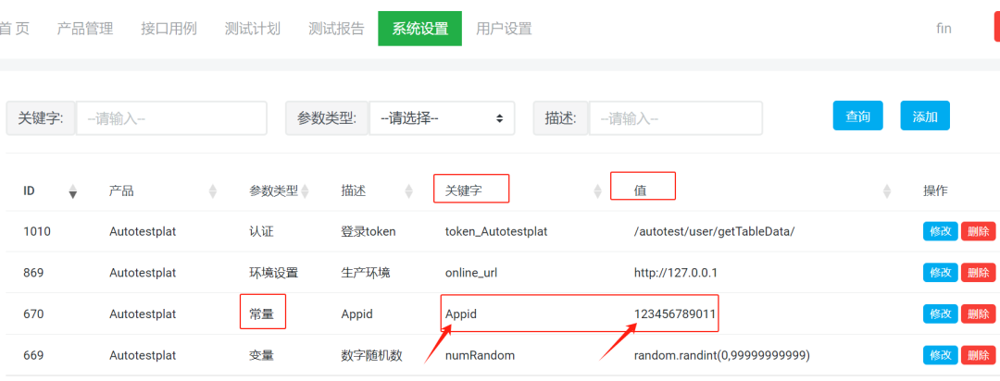 首页 产品管理 接口用例 测试计划 测试报告 系统设置 用户设置 fin
关键字: --请输入-- 参数类型: --请选择-- 描述: --请输入-- 查询 添加
ID 产品 参数类型 描述 关键字 值 操作
1010 Autotestplat 认证 登录token token_Autotestplat /autotest/user/getTableData/ 修改 删除
869 Autotestplat 环境设置 生产环境 online_url http://127.0.0.1 修改 删除
670 Autotestplat 常量 Appid Appid 123456789011 修改 删除
669 Autotestplat 变量 数字随机数 numRandom random.randint(0,99999999999) 修改 删除